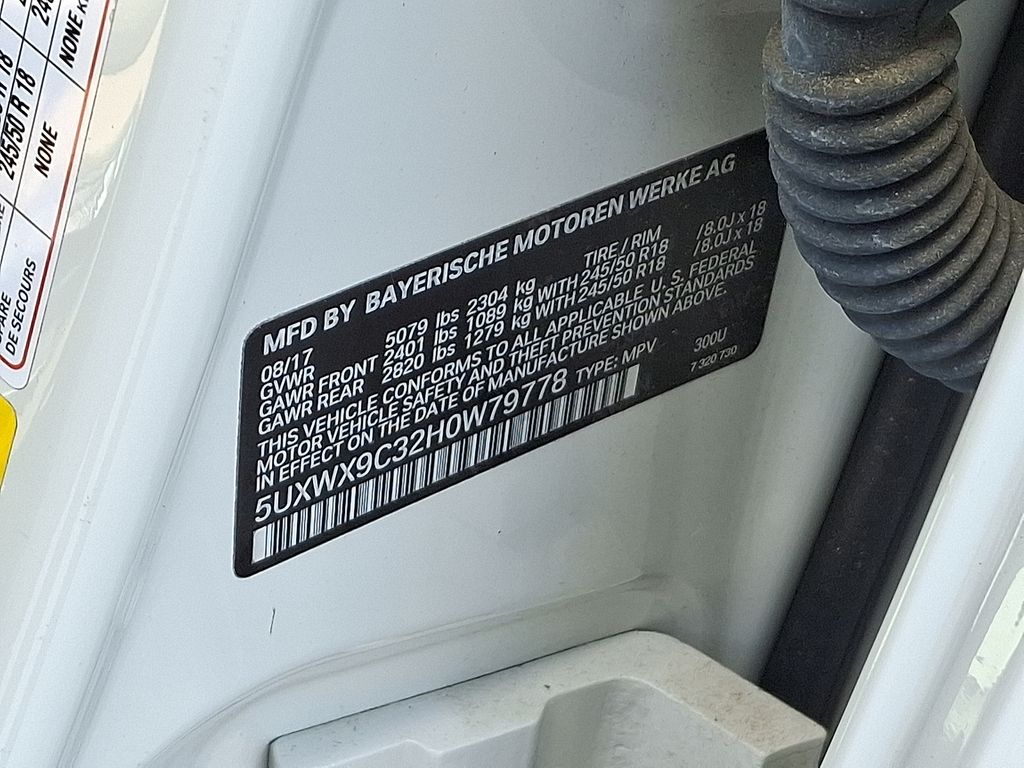 MFD BY BAYERISCHE MOTOREN WERKE AG
08/17 TIRE / RIM
GVWR 5079 lbs 2304 kg
GAWR FRONT 2401 lbs 1089 kg WITH 245/50 R18 /8.0J x 18
GAWR REAR 2820 lbs 1279 kg WITH 245/50 R18 /8.0J x 18
THIS VEHICLE CONFORMS TO ALL APPLICABLE U. S. FEDERAL
MOTOR VEHICLE SAFETY AND THEFT PREVENTION STANDARDS
IN EFFECT ON THE DATE OF MANUFACTURE SHOWN ABOVE.
5UXWX9C32H0W79778 TYPE: MPV 300U
7 320 730
245/50 R 18
NONE
NONE
DE SECOURS